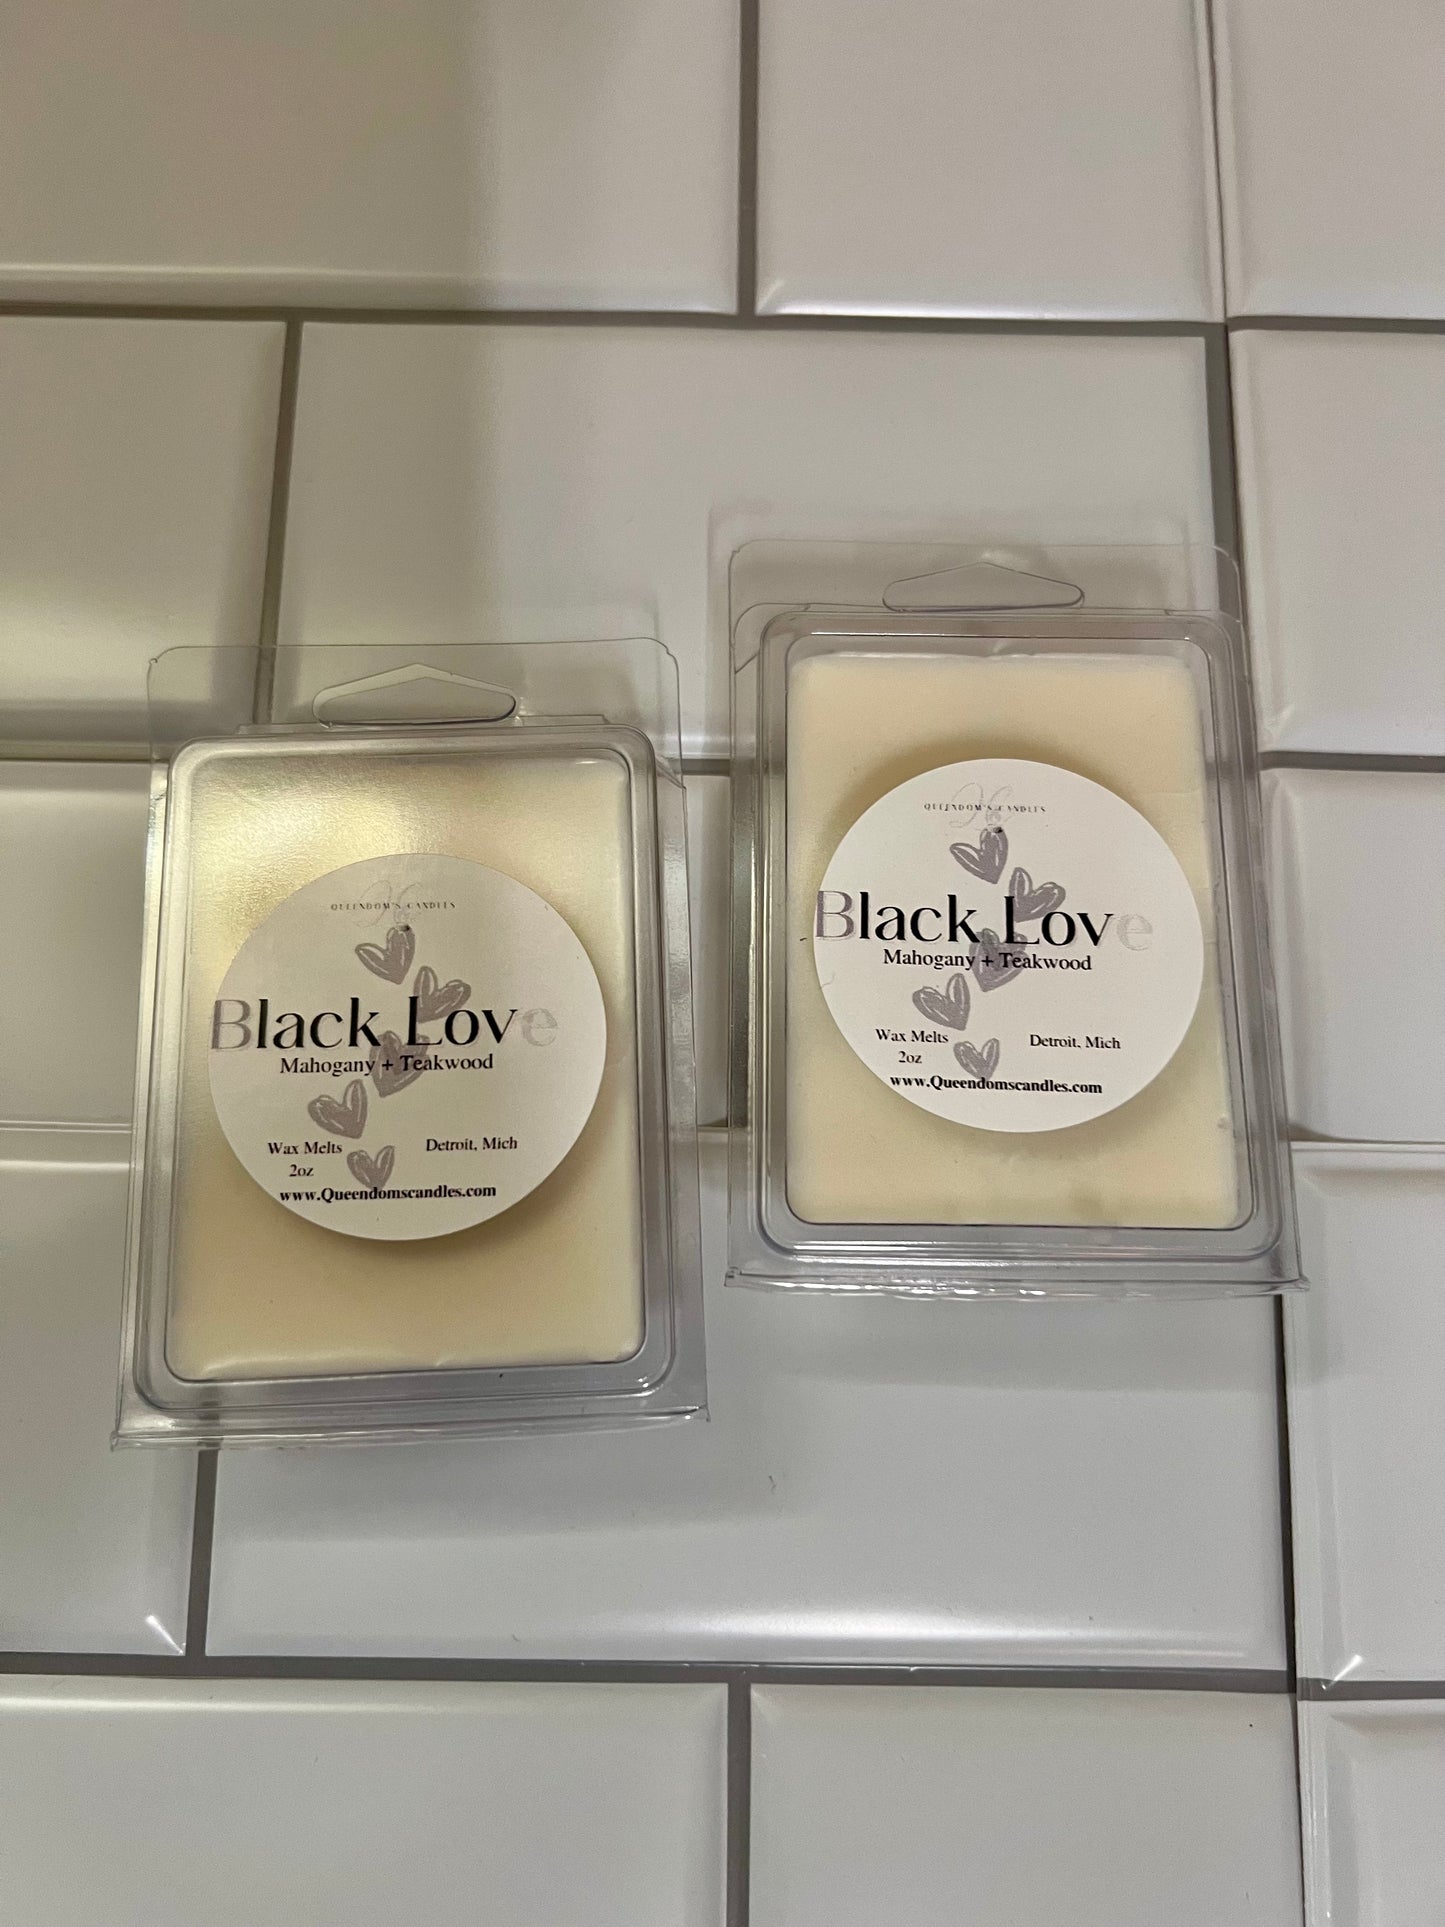 QUEENDOM'S CANDLES
Black Love
Mahogany + Teakwood
Wax Melts
2oz
Detroit, Mich
www.Queendomscandles.com
QUEENDOM'S CANDLES
Black Love
Mahogany + Teakwood
Wax Melts
2oz
Detroit, Mich
www.Queendomscandles.com